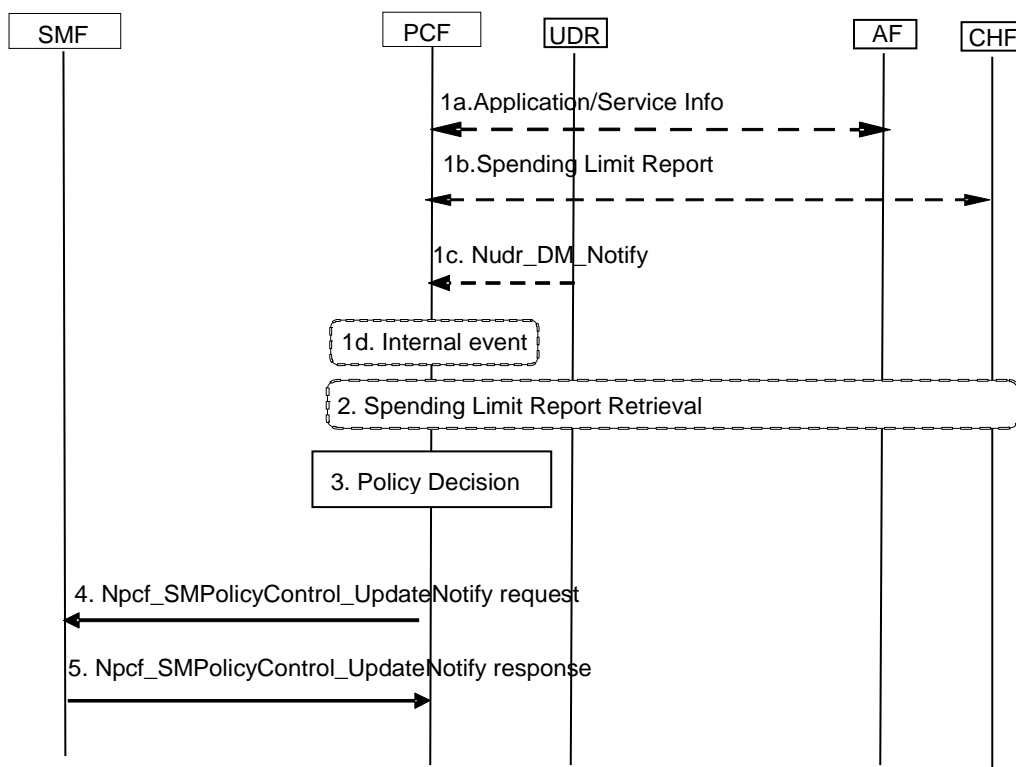 SMF
PCF
UDR
AF
CHF
1a.Application/Service Info
1b.Spending Limit Report
1c. Nudr_DM_Notify
1d. Internal event
2. Spending Limit Report Retrieval
3. Policy Decision
4. Npcf_SMPolicyControl_UpdateNotify request
5. Npcf_SMPolicyControl_UpdateNotify response